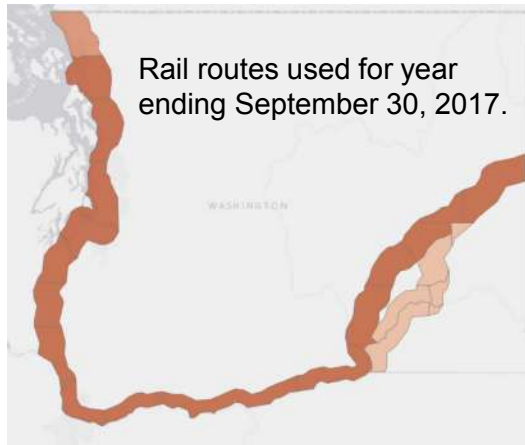 Rail routes used for year
ending September 30, 2017.
WASHINGTON